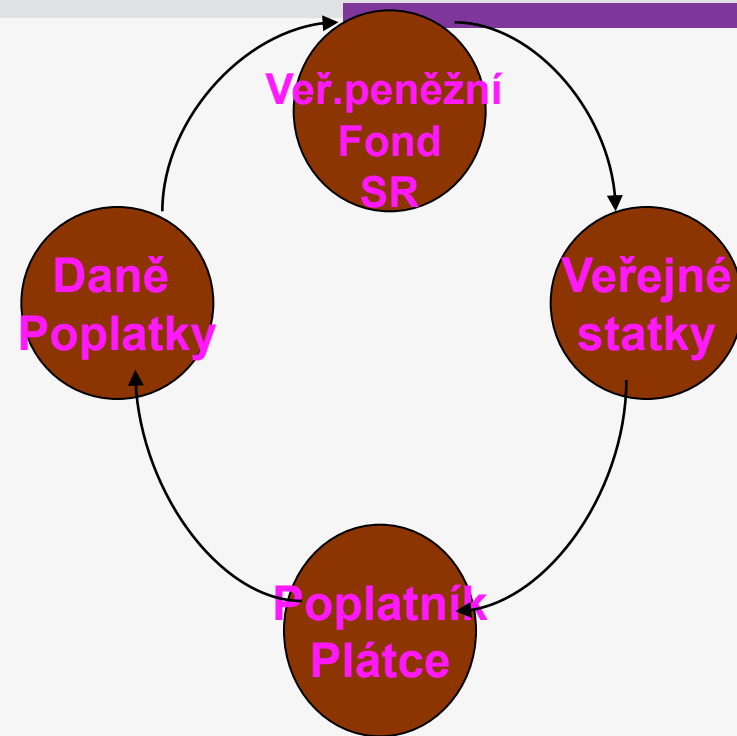 Veř.peněžní
Fond
SR
Daně
Poplatky
Veřejné
statky
Poplatník
Plátce